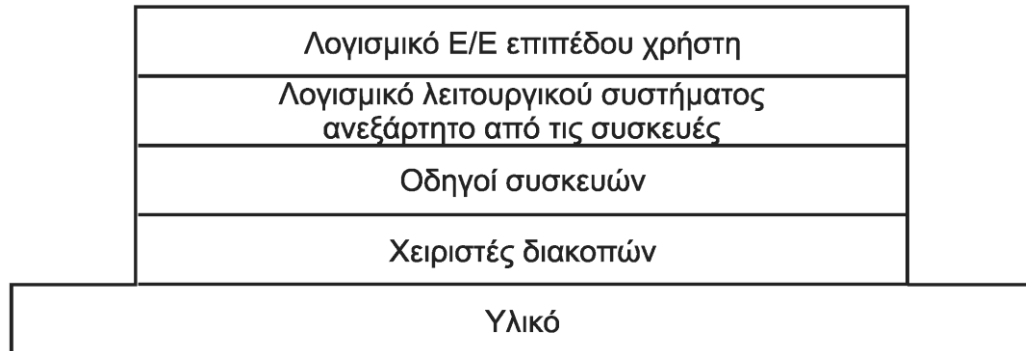 Λογισμικό Ε/Ε επιπέδου χρήστη
Λογισμικό λειτουργικού συστήματος
ανεξάρτητο από τις συσκευές
Οδηγοί συσκευών
Χειριστές διακοπών
Υλικό